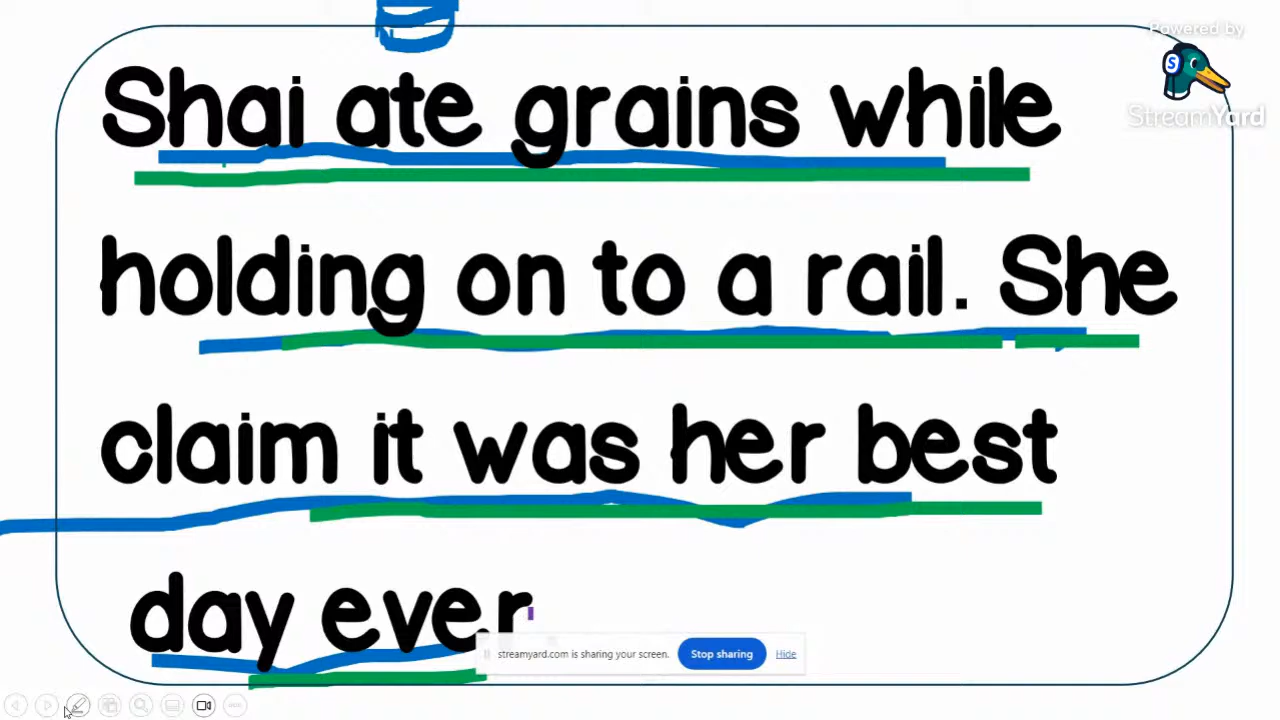 Powered by
StreamYard
Shai ate grains while
holding on to a rail. She
claim it was her best
day ever
streamyard.com is sharing your screen. Stop sharing Hide